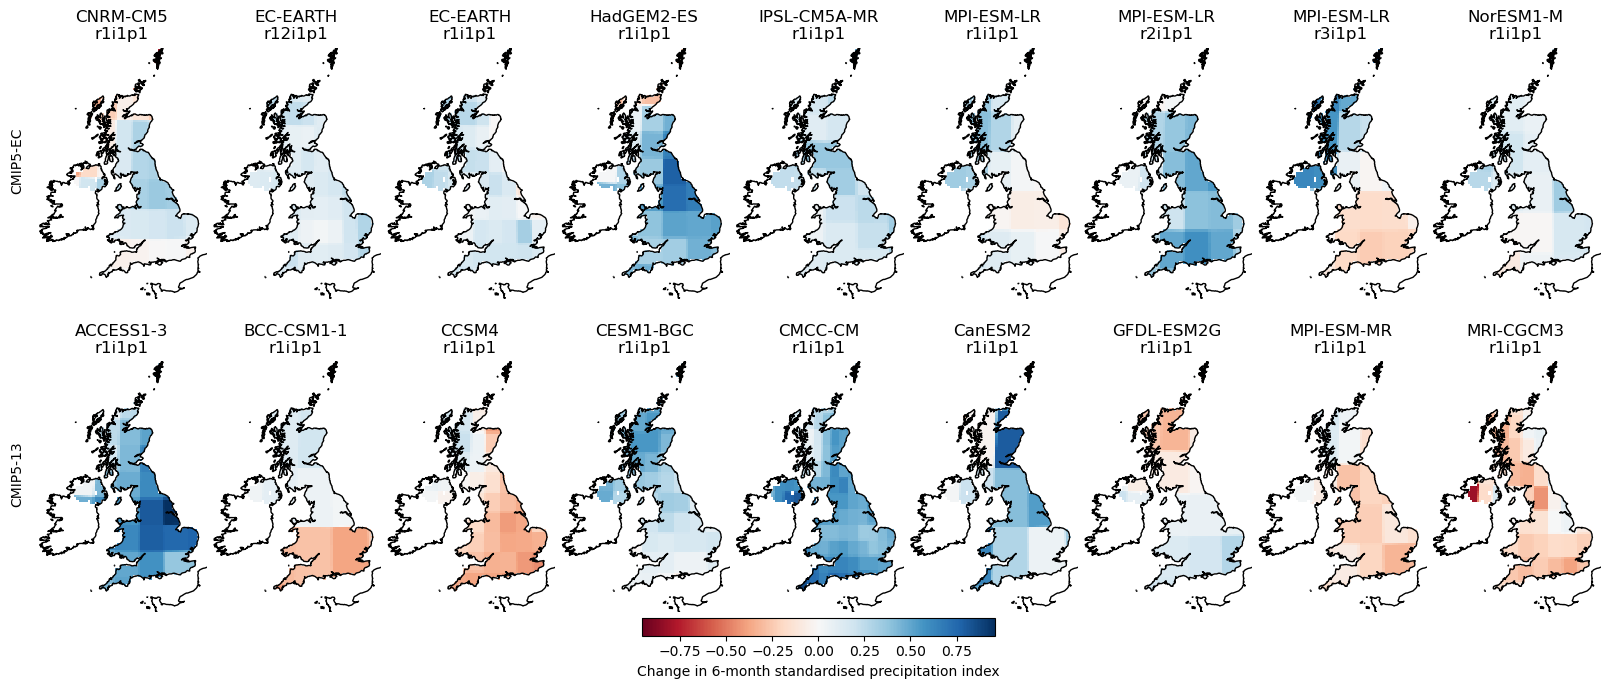 CNRM-CM5
r1i1p1
EC-EARTH
r12i1p1
EC-EARTH
r1i1p1
HadGEM2-ES
r1i1p1
IPSL-CM5A-MR
r1i1p1
MPI-ESM-LR
r1i1p1
MPI-ESM-LR
r2i1p1
MPI-ESM-LR
r3i1p1
NorESM1-M
r1i1p1
CMIP5-EC
ACCESS1-3
r1i1p1
BCC-CSM1-1
r1i1p1
CCSM4
r1i1p1
CESM1-BGC
r1i1p1
CMCC-CM
r1i1p1
CanESM2
r1i1p1
GFDL-ESM2G
r1i1p1
MPI-ESM-MR
r1i1p1
MRI-CGCM3
r1i1p1
CMIP5-13
−0.75 −0.50 −0.25 0.00 0.25 0.50 0.75
Change in 6-month standardised precipitation index